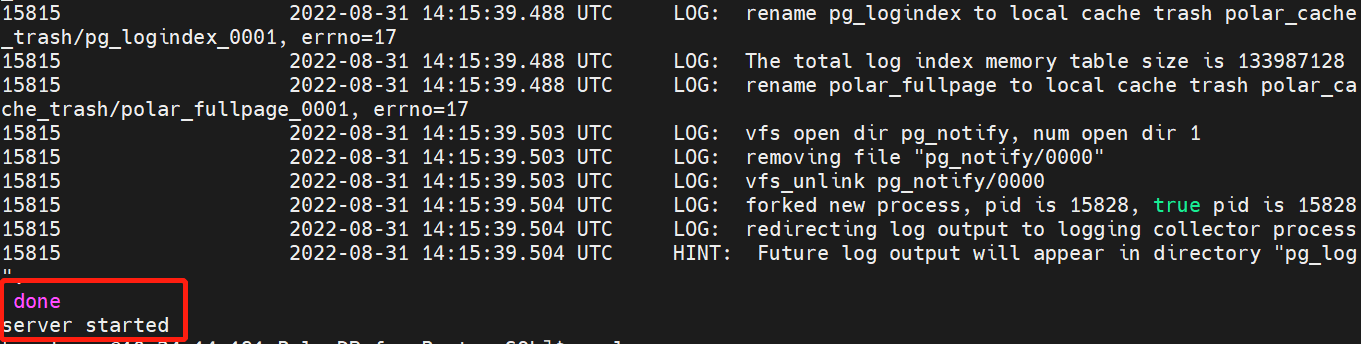 15815 2022-08-31 14:15:39.488 UTC LOG: rename pg_logindex to local cache trash polar_cache
_trash/pg_logindex_0001, errno=17
15815 2022-08-31 14:15:39.488 UTC LOG: The total log index memory table size is 133987128
15815 2022-08-31 14:15:39.488 UTC LOG: rename polar_fullpage to local cache trash polar_ca
che_trash/polar_fullpage_0001, errno=17
15815 2022-08-31 14:15:39.503 UTC LOG: vfs open dir pg_notify, num open dir 1
15815 2022-08-31 14:15:39.503 UTC LOG: removing file "pg_notify/0000"
15815 2022-08-31 14:15:39.503 UTC LOG: vfs_unlink pg_notify/0000
15815 2022-08-31 14:15:39.504 UTC LOG: forked new process, pid is 15828, true pid is 15828
15815 2022-08-31 14:15:39.504 UTC LOG: redirecting log output to logging collector process
15815 2022-08-31 14:15:39.504 UTC HINT: Future log output will appear in directory "pg_log
".
done
server started